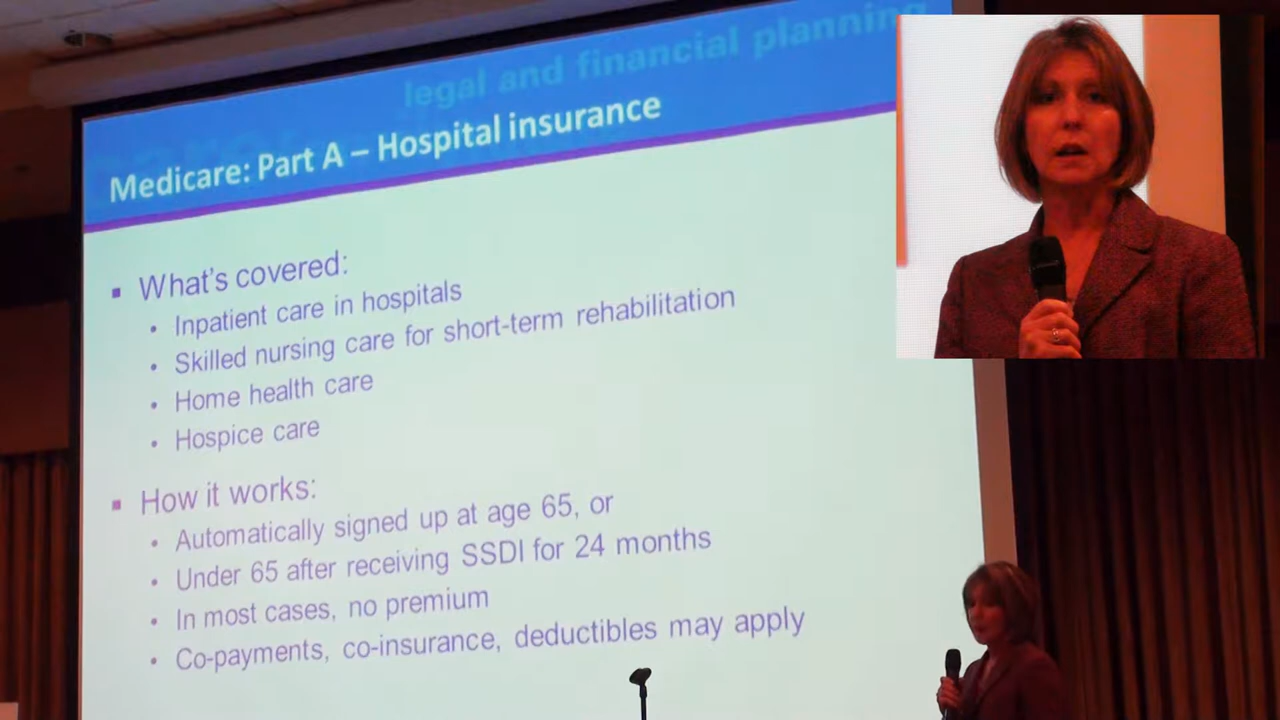 legal and financial planning
Medicare: Part A – Hospital insurance
▪ What's covered:
• Inpatient care in hospitals
• Skilled nursing care for short-term rehabilitation
• Home health care
• Hospice care
▪ How it works:
• Automatically signed up at age 65, or
• Under 65 after receiving SSDI for 24 months
• In most cases, no premium
• Co-payments, co-insurance, deductibles may apply